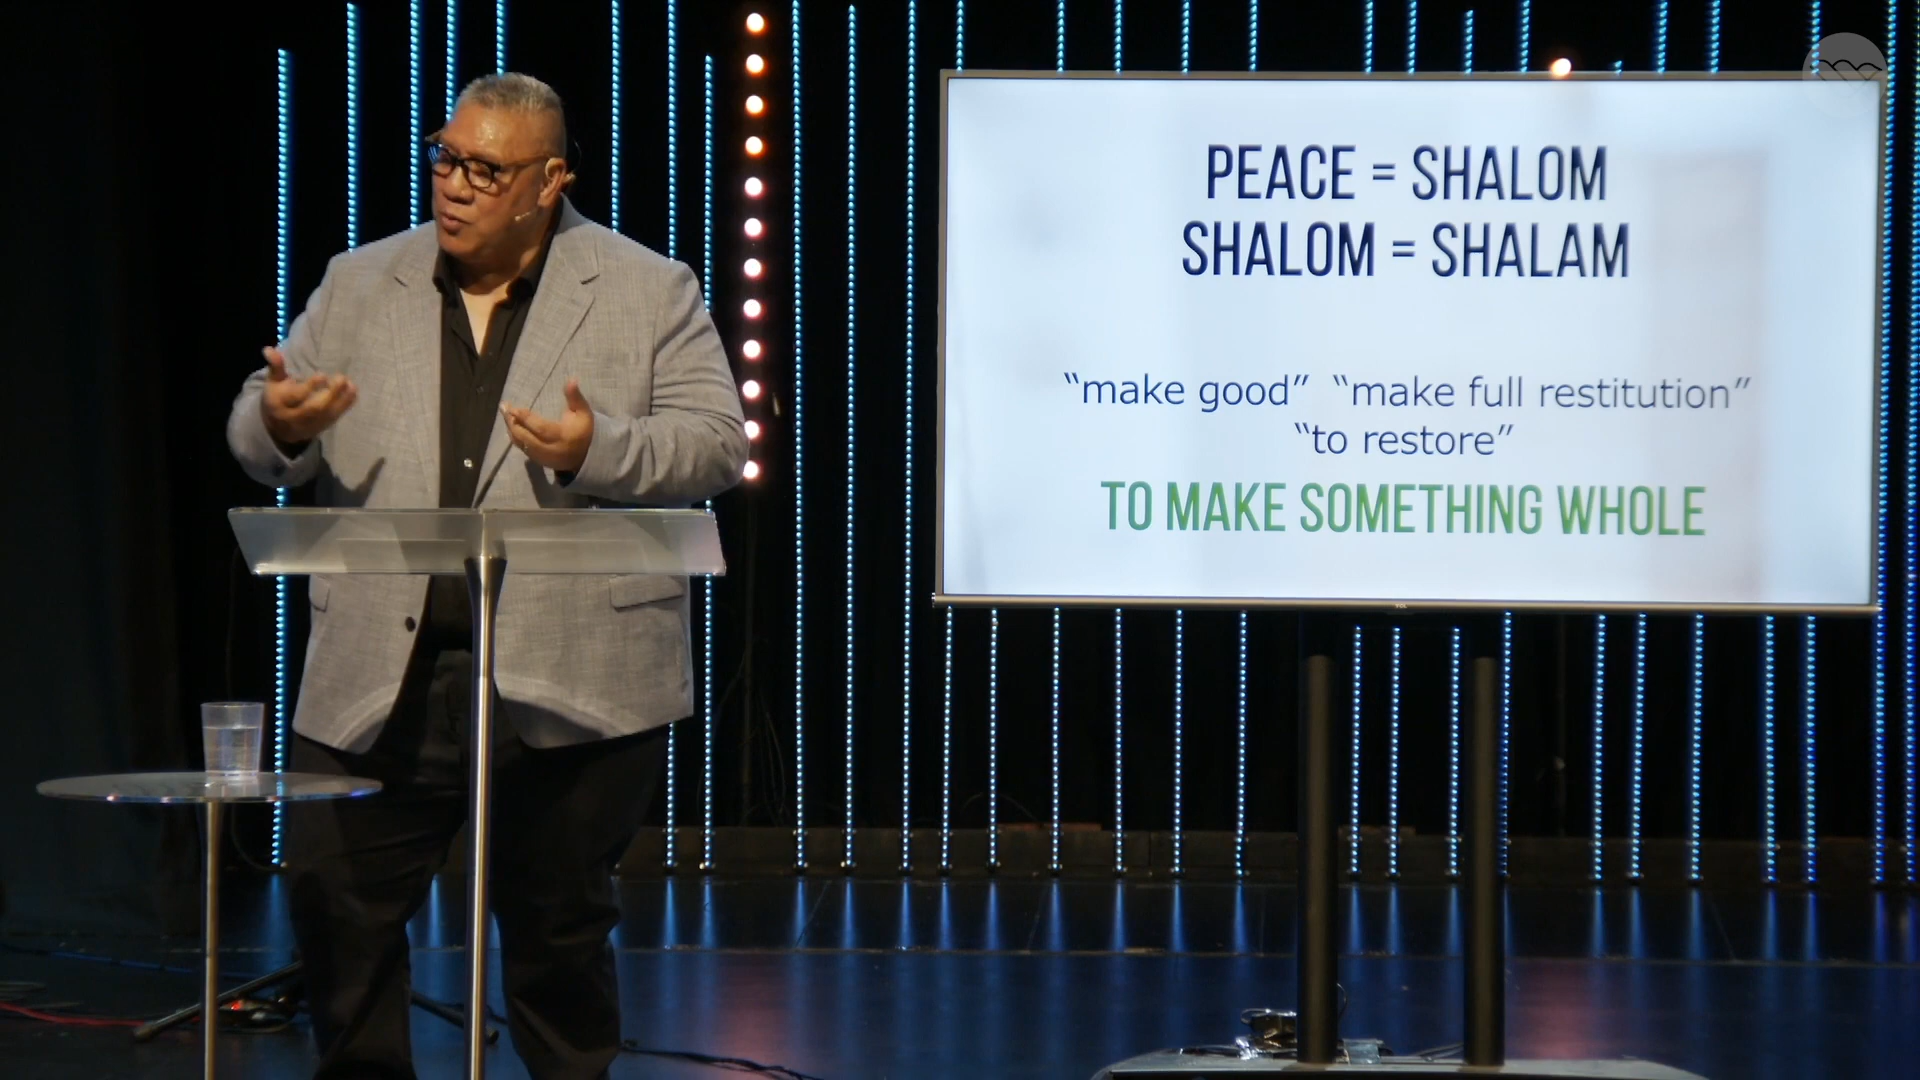 PEACE = SHALOM
SHALOM = SHALAM
“make good” “make full restitution”
“to restore”
TO MAKE SOMETHING WHOLE